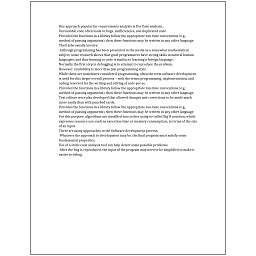 One approach popular for requirements analysis is Use Case analysis.
Unreadable code often leads to bugs, inefficiencies, and duplicated code.
Provided the functions in a library follow the appropriate run-time conventions (e.g.,
method of passing arguments), then these functions may be written in any other language.
Their jobs usually involve:
Although programming has been presented in the media as a somewhat mathematical
subject, some research shows that good programmers have strong skills in natural human
languages, and that learning to code is similar to learning a foreign language.
Normally the first step in debugging is to attempt to reproduce the problem.
However, readability is more than just programming style.
While these are sometimes considered programming, often the term software development
is used for this larger overall process – with the terms programming, implementation, and
coding reserved for the writing and editing of code per se.
Provided the functions in a library follow the appropriate run-time conventions (e.g.,
method of passing arguments), then these functions may be written in any other language.
Text editors were also developed that allowed changes and corrections to be made much
more easily than with punched cards.
Provided the functions in a library follow the appropriate run-time conventions (e.g.,
method of passing arguments), then these functions may be written in any other language.
For this purpose, algorithms are classified into orders using so-called Big O notation, which
expresses resource use, such as execution time or memory consumption, in terms of the size
of an input.
There are many approaches to the Software development process.
Whatever the approach to development may be, the final program must satisfy some
fundamental properties.
Use of a static code analysis tool can help detect some possible problems.
After the bug is reproduced, the input of the program may need to be simplified to make it
easier to debug.